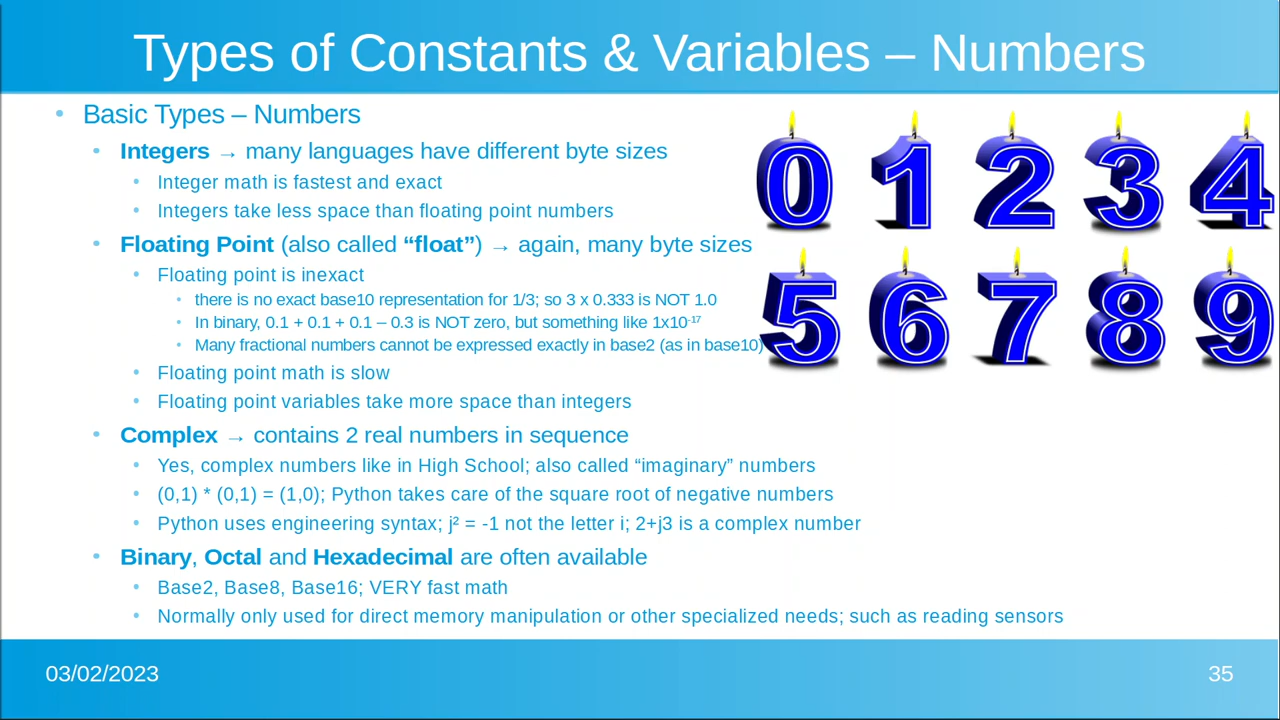 Types of Constants & Variables – Numbers
Basic Types – Numbers
Integers → many languages have different byte sizes
Integer math is fastest and exact
Integers take less space than floating point numbers
Floating Point (also called “float”) → again, many byte sizes
Floating point is inexact
there is no exact base10 representation for 1/3; so 3 x 0.333 is NOT 1.0
In binary, 0.1 + 0.1 + 0.1 – 0.3 is NOT zero, but something like 1x10⁻¹⁷
Many fractional numbers cannot be expressed exactly in base2 (as in base10)
Floating point math is slow
Floating point variables take more space than integers
Complex → contains 2 real numbers in sequence
Yes, complex numbers like in High School; also called “imaginary” numbers
(0,1) * (0,1) = (1,0); Python takes care of the square root of negative numbers
Python uses engineering syntax; j² = -1 not the letter i; 2+j3 is a complex number
Binary, Octal and Hexadecimal are often available
Base2, Base8, Base16; VERY fast math
Normally only used for direct memory manipulation or other specialized needs; such as reading sensors
0 1 2 3 4
5 6 7 8 9
03/02/2023
35